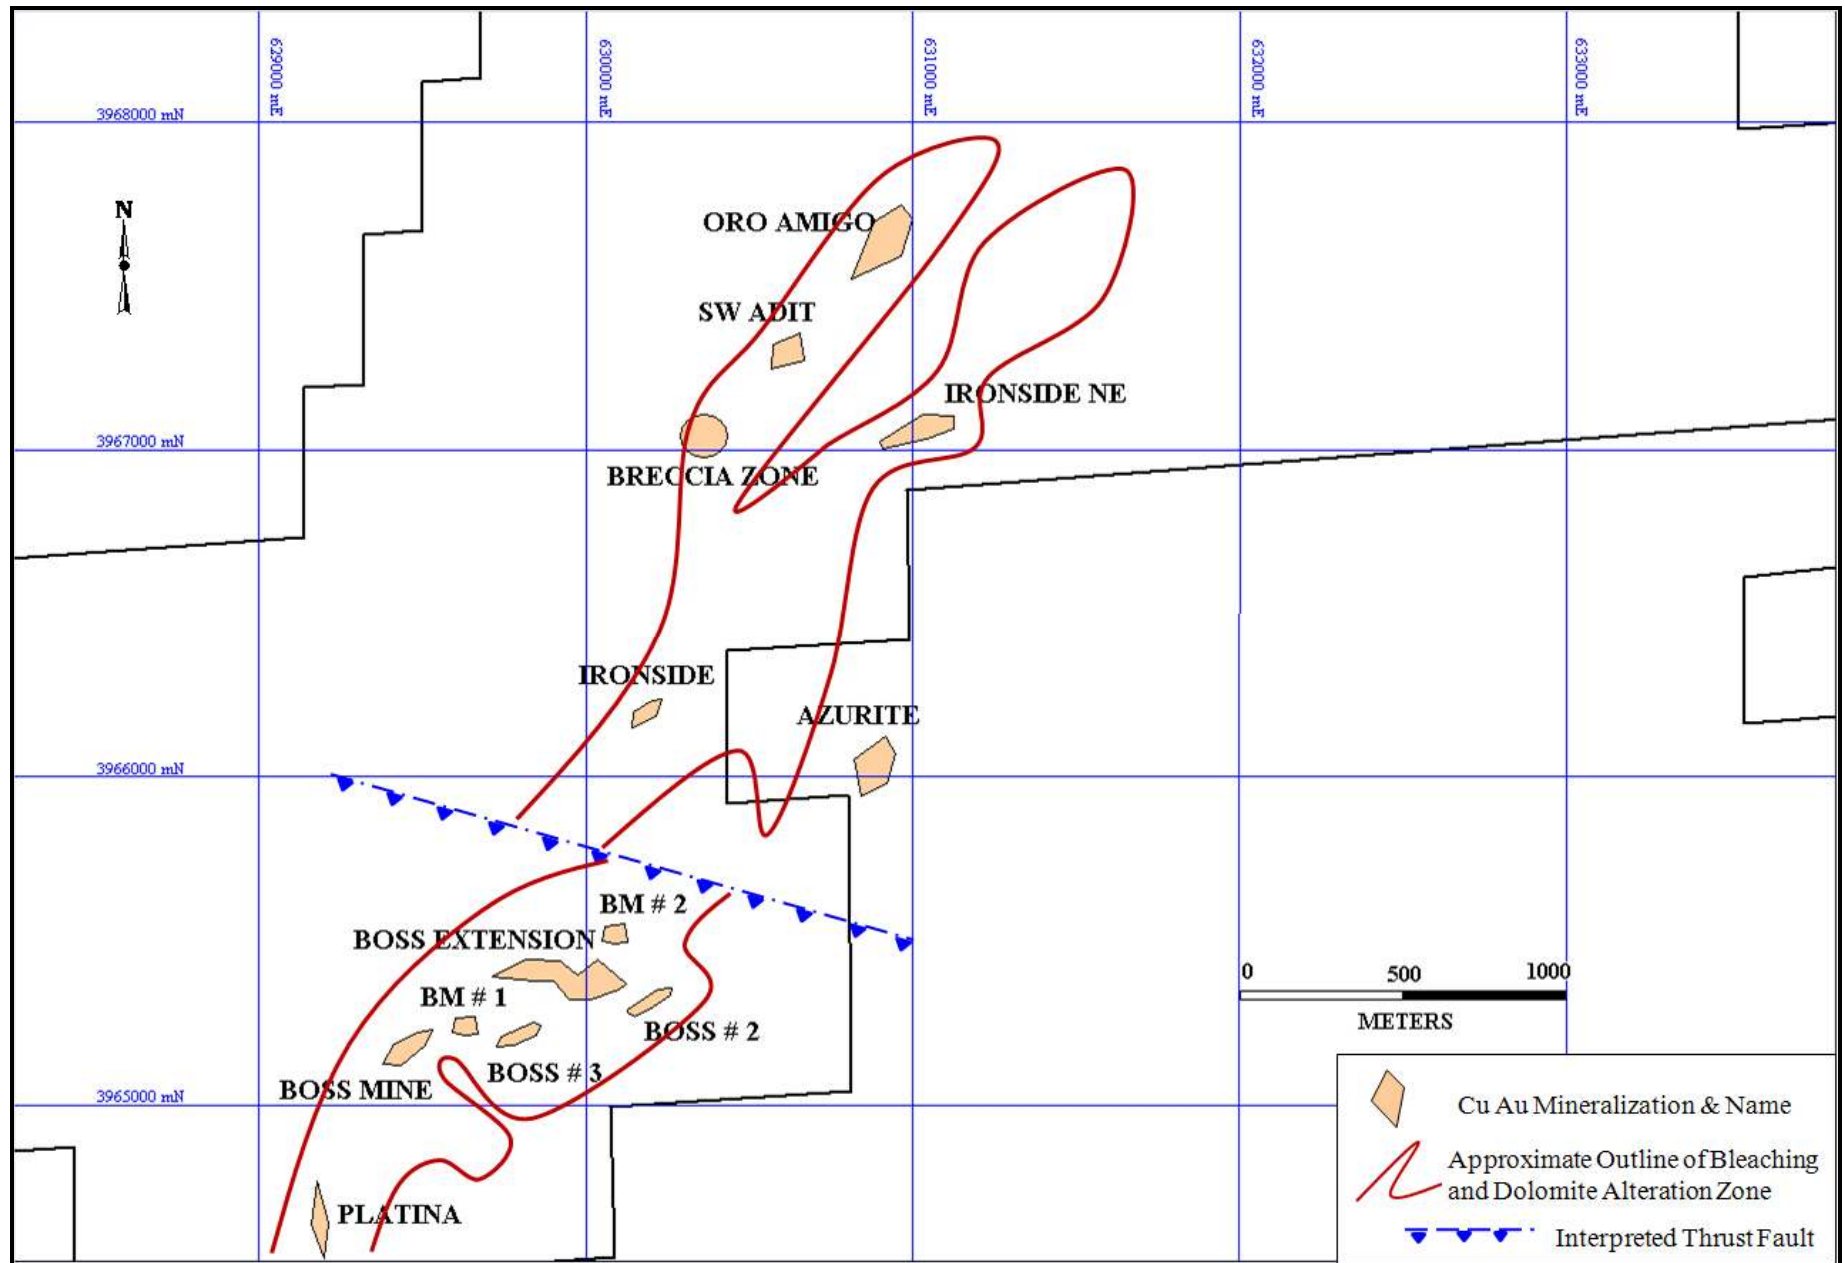 629000 mE
630000 mE
631000 mE
632000 mE
633000 mE
3968000 mN
N
ORO AMIGO
SW ADIT
IRONSIDE NE
3967000 mN
BRECCIA ZONE
IRONSIDE
AZURITE
3966000 mN
BM # 2
BOSS EXTENSION
BM # 1
BOSS # 2
BOSS # 3
BOSS MINE
3965000 mN
PLATINA
0 500 1000
METERS
Cu Au Mineralization & Name
Approximate Outline of Bleaching
and Dolomite Alteration Zone
Interpreted Thrust Fault